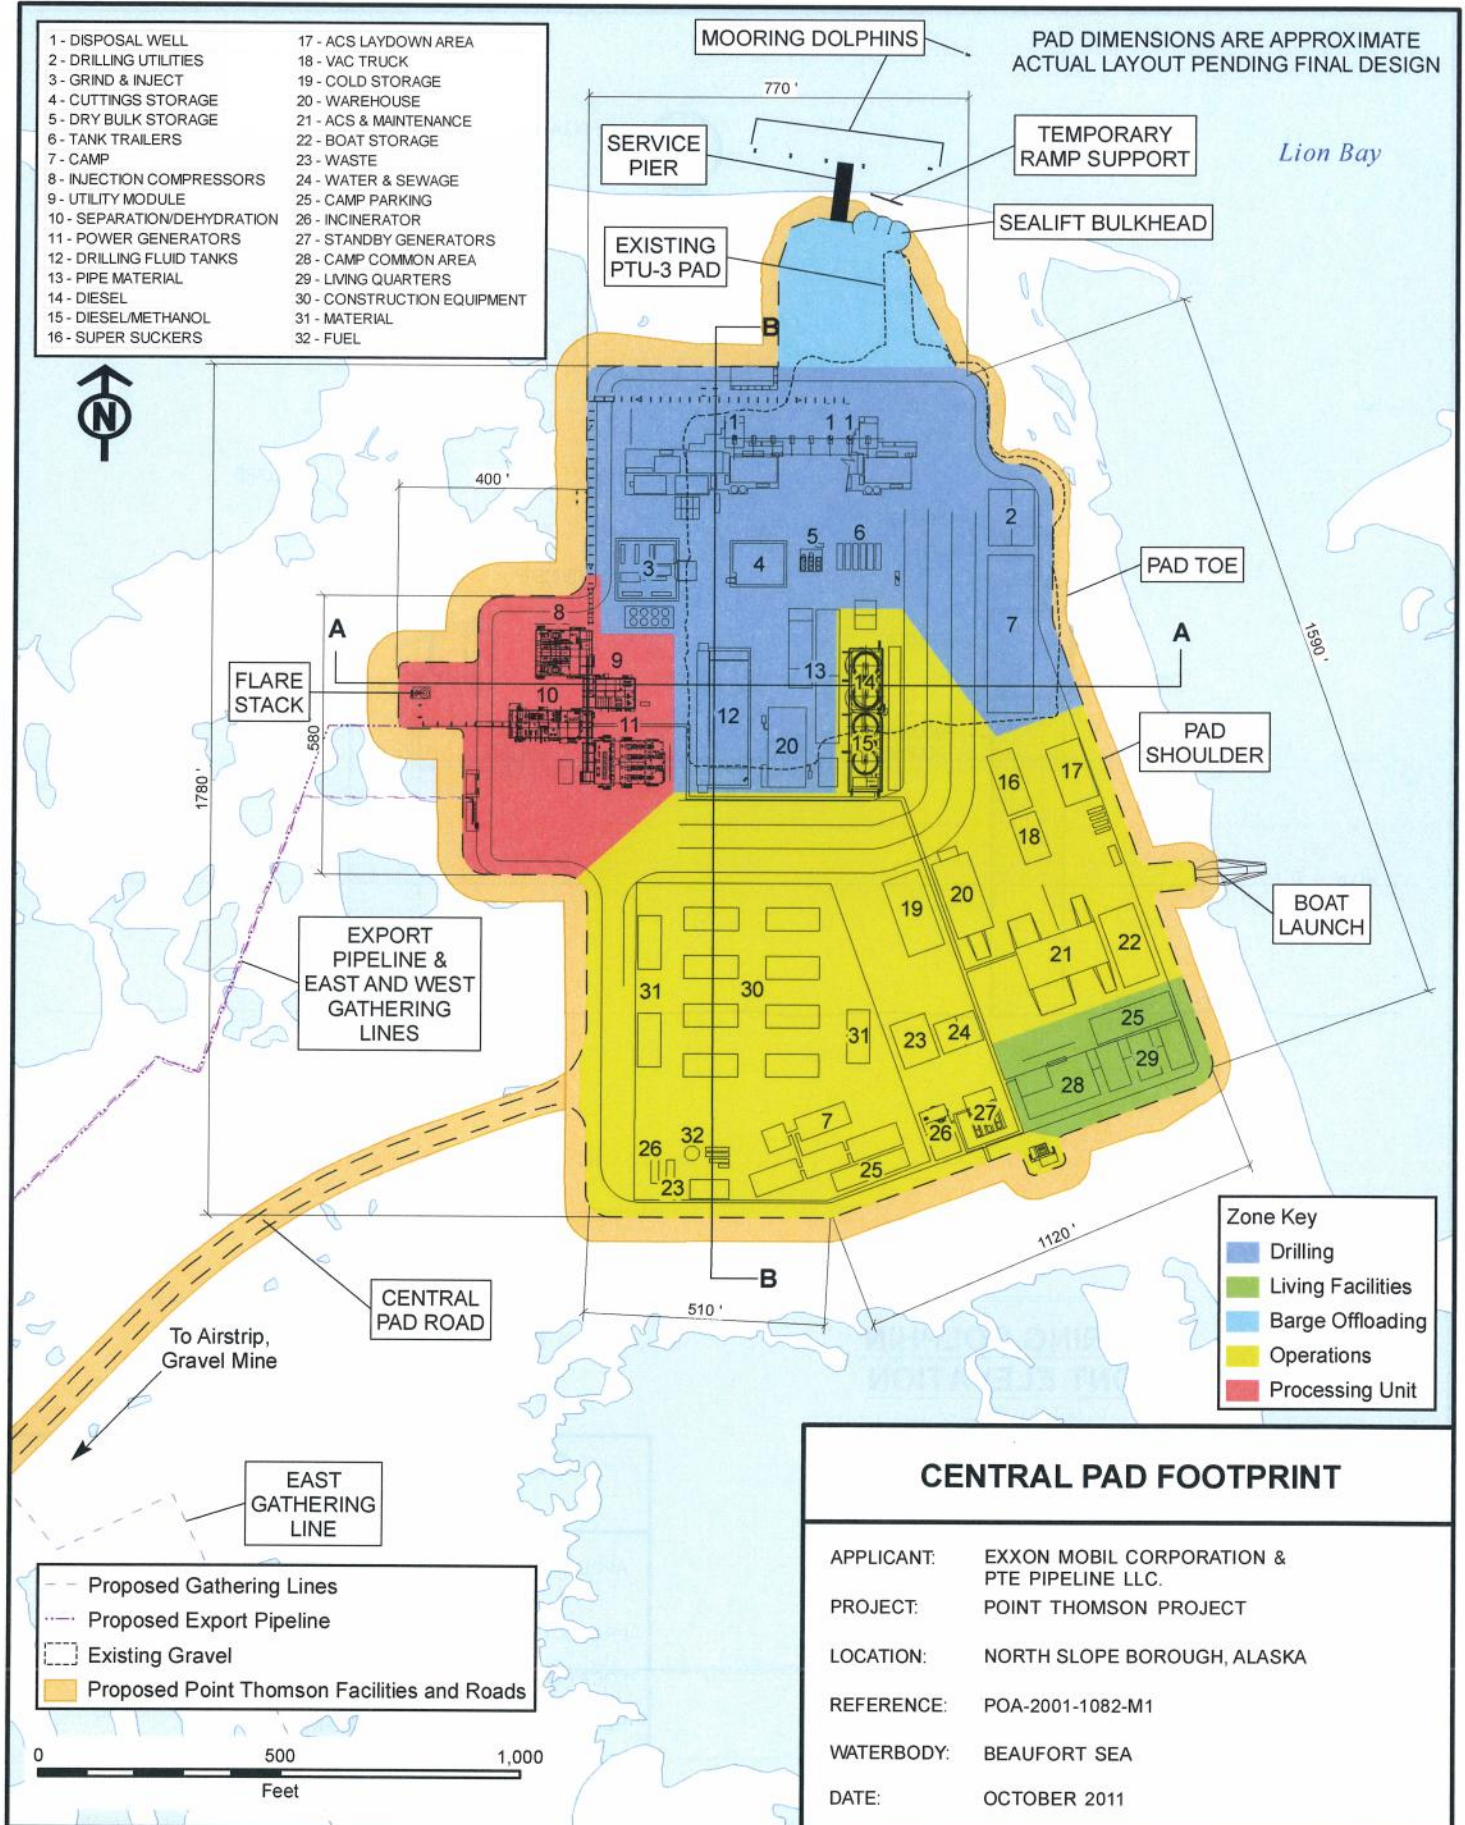 1 - DISPOSAL WELL
2 - DRILLING UTILITIES
3 - GRIND & INJECT
4 - CUTTINGS STORAGE
5 - DRY BULK STORAGE
6 - TANK TRAILERS
7 - CAMP
8 - INJECTION COMPRESSORS
9 - UTILITY MODULE
10 - SEPARATION/DEHYDRATION
11 - POWER GENERATORS
12 - DRILLING FLUID TANKS
13 - PIPE MATERIAL
14 - DIESEL
15 - DIESEL/METHANOL
16 - SUPER SUCKERS
17 - ACS LAYDOWN AREA
18 - VAC TRUCK
19 - COLD STORAGE
20 - WAREHOUSE
21 - ACS & MAINTENANCE
22 - BOAT STORAGE
23 - WASTE
24 - WATER & SEWAGE
25 - CAMP PARKING
26 - INCINERATOR
27 - STANDBY GENERATORS
28 - CAMP COMMON AREA
29 - LIVING QUARTERS
30 - CONSTRUCTION EQUIPMENT
31 - MATERIAL
32 - FUEL
MOORING DOLPHINS
PAD DIMENSIONS ARE APPROXIMATE
ACTUAL LAYOUT PENDING FINAL DESIGN
770 '
SERVICE
PIER
TEMPORARY
RAMP SUPPORT
Lion Bay
SEALIFT BULKHEAD
EXISTING
PTU-3 PAD
B
N
1
1 1
400 '
2
3
4
5
6
PAD TOE
7
8
A
A
1590 '
9
FLARE
STACK
10
11
12
13
14
15
20
580
1780 '
PAD
SHOULDER
16
17
18
19
20
21
22
BOAT
LAUNCH
EXPORT
PIPELINE &
EAST AND WEST
GATHERING
LINES
31
30
31
23
24
25
28
29
7
26
27
26
32
23
25
B
510 '
1120 '
CENTRAL
PAD ROAD
To Airstrip,
Gravel Mine
Zone Key
Drilling
Living Facilities
Barge Offloading
Operations
Processing Unit
EAST
GATHERING
LINE
Proposed Gathering Lines
Proposed Export Pipeline
Existing Gravel
Proposed Point Thomson Facilities and Roads
0 500 1,000
Feet
CENTRAL PAD FOOTPRINT
APPLICANT: EXXON MOBIL CORPORATION &
PTE PIPELINE LLC.
PROJECT: POINT THOMSON PROJECT
LOCATION: NORTH SLOPE BOROUGH, ALASKA
REFERENCE: POA-2001-1082-M1
WATERBODY: BEAUFORT SEA
DATE: OCTOBER 2011